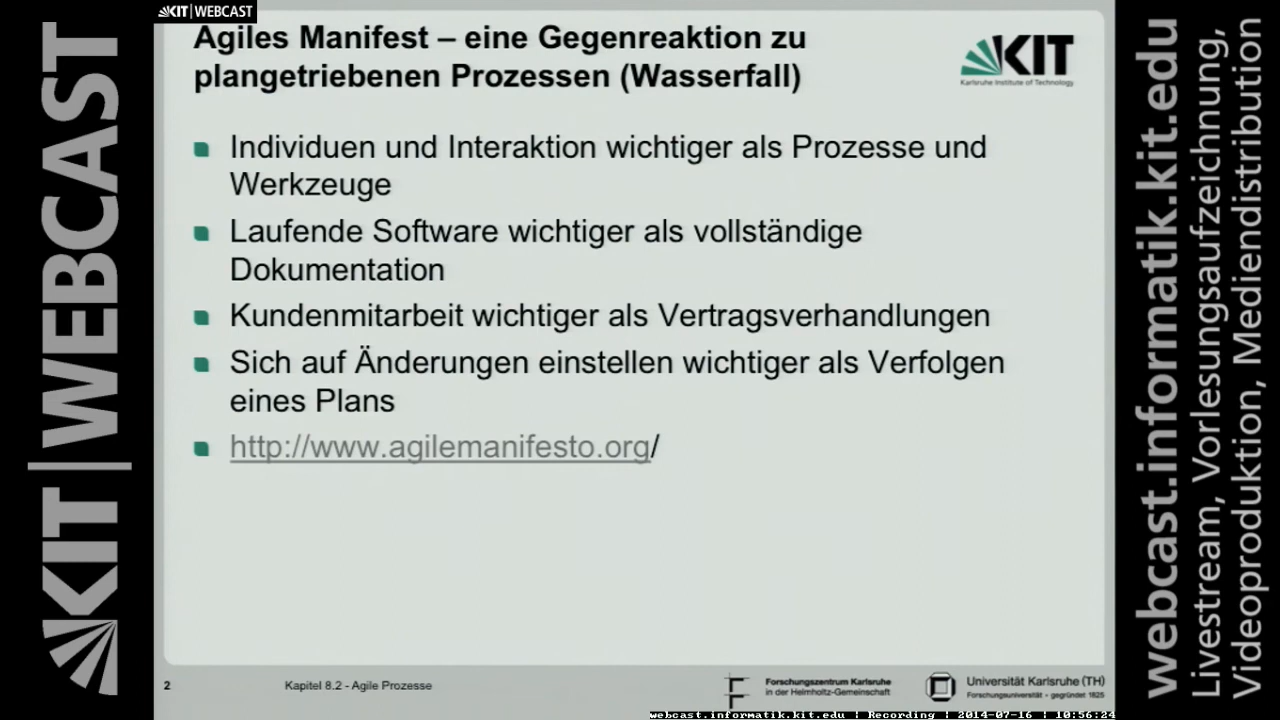 KIT | WEBCAST
Agiles Manifest – eine Gegenreaktion zu
plangetriebenen Prozessen (Wasserfall)
KIT
Karlsruhe Institute of Technology
Individuen und Interaktion wichtiger als Prozesse und
Werkzeuge
Laufende Software wichtiger als vollständige
Dokumentation
Kundenmitarbeit wichtiger als Vertragsverhandlungen
Sich auf Änderungen einstellen wichtiger als Verfolgen
eines Plans
http://www.agilemanifesto.org/
2
Kapitel 8.2 - Agile Prozesse
Forschungszentrum Karlsruhe
in der Helmholtz-Gemeinschaft
Universität Karlsruhe (TH)
Forschungsuniversität - gegründet 1825
webcast.informatik.kit.edu | Recording | 2014-07-16 | 10:56:24
KIT | WEBCAST
webcast.informatik.kit.edu
Livestream, Vorlesungsaufzeichnung,
Videoproduktion, Mediendistribution